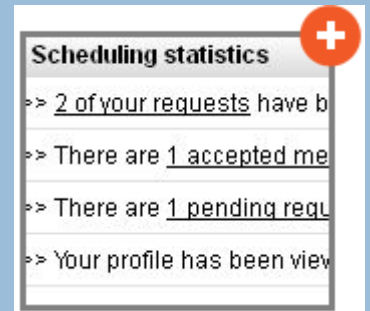 Scheduling statistics
>> 2 of your requests have b
>> There are 1 accepted me
>> There are 1 pending requ
>> Your profile has been view